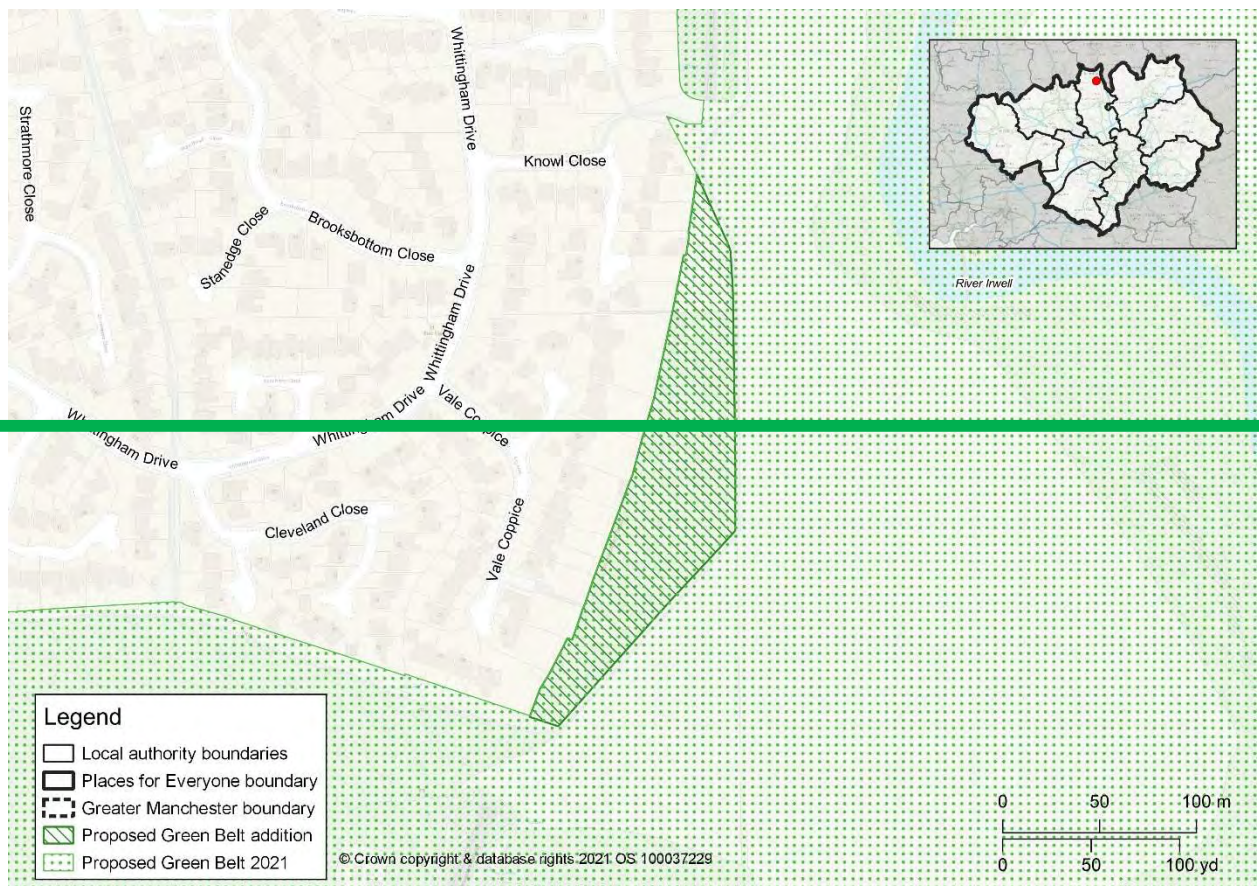 Whittingham Drive
Knowl Close
Strathmore Close
Brooksbottom Close
Stanedge Close
River Irwell
Whittingham Drive
Vale Coppice
Whittingham Drive
Whittingham Drive
Cleveland Close
Vale Coppice
Legend
Local authority boundaries
Places for Everyone boundary
Greater Manchester boundary
Proposed Green Belt addition
Proposed Green Belt 2021
© Crown copyright & database rights 2021 OS 100037229
0 50 100 m
0 50 100 yd